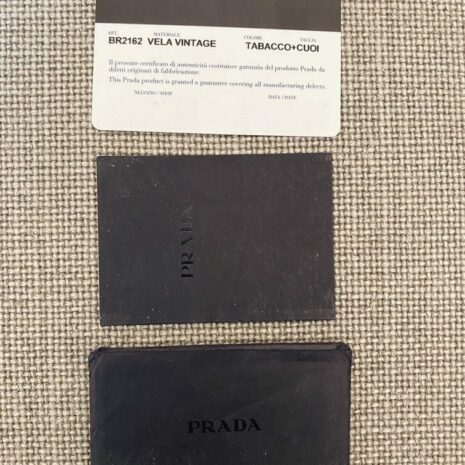 ART. MATERIALE COLORE TAGLIA
BR2162 VELA VINTAGE TABACCO+CUOI
Il presente certificato di autenticità costituisce garanzia del prodotto Prada da
difetti originari di fabbricazione.
This Prada product is granted a guarantee covering all manufacturing defects.
NEGOZIO / SHOP DATA / DATE
PRADA
PRADA